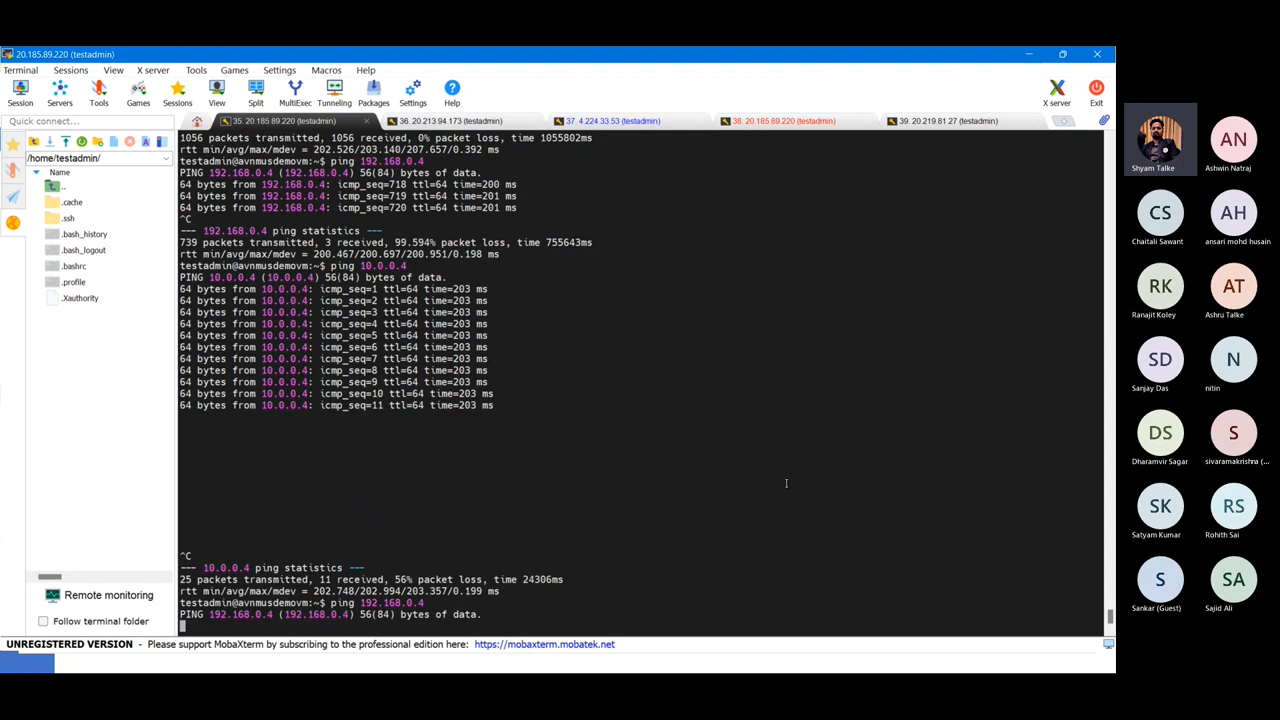 20.185.89.220 (testadmin)
Terminal Sessions View X server Tools Games Settings Macros Help
Session Servers Tools Games Sessions View Split MultiExec Tunneling Packages Settings Help X server Exit
Quick connect...
35. 20.185.89.220 (testadmin)
36. 20.213.94.173 (testadmin)
37. 4.224.33.53 (testadmin)
38. 20.185.89.220 (testadmin)
39. 20.219.81.27 (testadmin)
/home/testadmin/
Name
..
.cache
.ssh
.bash_history
.bash_logout
.bashrc
.profile
.Xauthority
Remote monitoring
Follow terminal folder
1056 packets transmitted, 1056 received, 0% packet loss, time 1055802ms
rtt min/avg/max/mdev = 202.526/203.140/207.657/0.392 ms
testadmin@avnmusdemovm:~$ ping 192.168.0.4
PING 192.168.0.4 (192.168.0.4) 56(84) bytes of data.
64 bytes from 192.168.0.4: icmp_seq=718 ttl=64 time=200 ms
64 bytes from 192.168.0.4: icmp_seq=719 ttl=64 time=201 ms
64 bytes from 192.168.0.4: icmp_seq=720 ttl=64 time=201 ms
^C
--- 192.168.0.4 ping statistics ---
739 packets transmitted, 3 received, 99.594% packet loss, time 755643ms
rtt min/avg/max/mdev = 200.467/200.697/200.951/0.198 ms
testadmin@avnmusdemovm:~$ ping 10.0.0.4
PING 10.0.0.4 (10.0.0.4) 56(84) bytes of data.
64 bytes from 10.0.0.4: icmp_seq=1 ttl=64 time=203 ms
64 bytes from 10.0.0.4: icmp_seq=2 ttl=64 time=203 ms
64 bytes from 10.0.0.4: icmp_seq=3 ttl=64 time=203 ms
64 bytes from 10.0.0.4: icmp_seq=4 ttl=64 time=203 ms
64 bytes from 10.0.0.4: icmp_seq=5 ttl=64 time=203 ms
64 bytes from 10.0.0.4: icmp_seq=6 ttl=64 time=203 ms
64 bytes from 10.0.0.4: icmp_seq=7 ttl=64 time=203 ms
64 bytes from 10.0.0.4: icmp_seq=8 ttl=64 time=203 ms
64 bytes from 10.0.0.4: icmp_seq=9 ttl=64 time=203 ms
64 bytes from 10.0.0.4: icmp_seq=10 ttl=64 time=203 ms
64 bytes from 10.0.0.4: icmp_seq=11 ttl=64 time=203 ms
^C
--- 10.0.0.4 ping statistics ---
25 packets transmitted, 11 received, 56% packet loss, time 24306ms
rtt min/avg/max/mdev = 202.748/202.994/203.357/0.199 ms
testadmin@avnmusdemovm:~$ ping 192.168.0.4
PING 192.168.0.4 (192.168.0.4) 56(84) bytes of data.
UNREGISTERED VERSION - Please support MobaXterm by subscribing to the professional edition here: https://mobaxterm.mobatek.net
Shyam Talke
AN
Ashwin Natraj
CS
Chaitali Sawant
AH
ansari mohd husain
RK
Ranajit Koley
AT
Ashru Talke
SD
Sanjay Das
N
nitin
DS
Dharamvir Sagar
S
sivaramakrishna (...
SK
Satyam Kumar
RS
Rohith Sai
S
Sankar (Guest)
SA
Sajid Ali